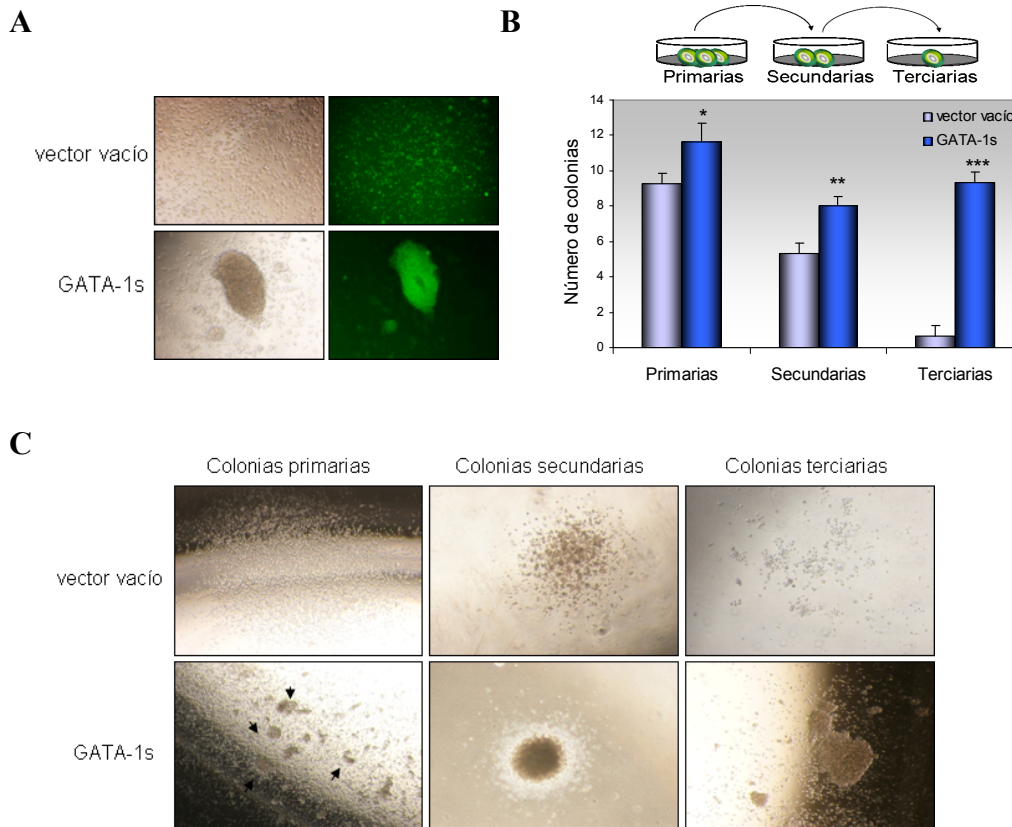 A
vector vacío
GATA-1s
B
Primarias Secundarias Terciarias
Número de colonias
14
12
10
8
6
4
2
0
vector vacío
GATA-1s
*
**
***
Primarias Secundarias Terciarias
C
Colonias primarias Colonias secundarias Colonias terciarias
vector vacío
GATA-1s